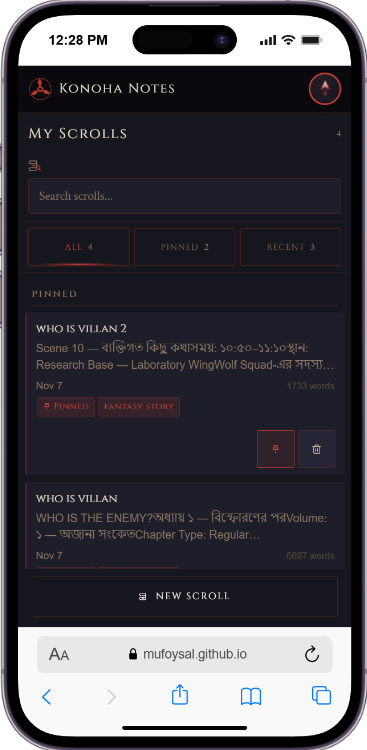 12:28 PM
KONOHA NOTES
MY SCROLLS
4
Search scrolls...
ALL 4
PINNED 2
RECENT 3
PINNED
WHO IS VILLAN 2
Scene 10 — ব্যক্তিগত কিছু কথাসময়: ১০:৫০–১১:১০স্থান:
Research Base — Laboratory WingWolf Squad-এর সদস্য...
Nov 7
1733 words
PINNED
FANTASY STORY
WHO IS VILLAN
WHO IS THE ENEMY?অধ্যায় ১ — বিস্ফোরণের পরVolume:
১ — অজানা সংকেতChapter Type: Regular...
Nov 7
6697 words
NEW SCROLL
AA
mufoysal.github.io